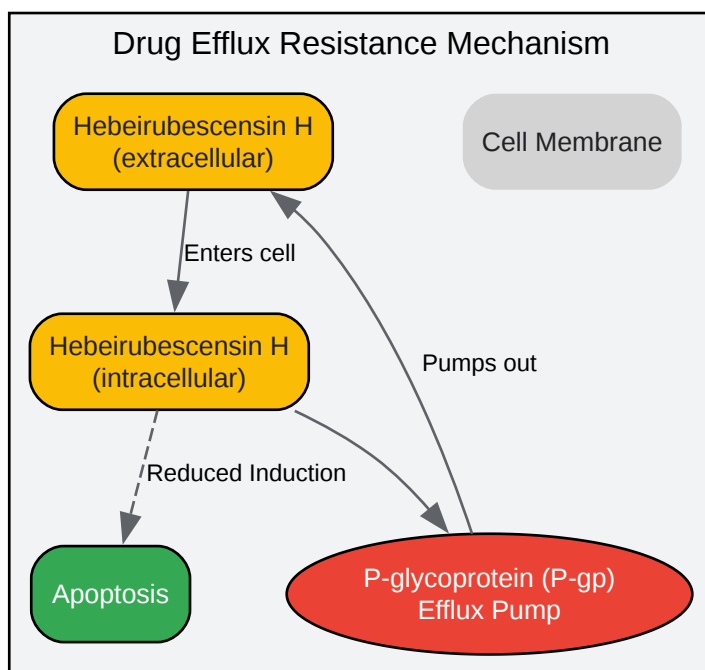 Drug Efflux Resistance Mechanism
Hebeirubescensin H
(extracellular)
Cell Membrane
Enters cell
Hebeirubescensin H
(intracellular)
Pumps out
Reduced Induction
Apoptosis
P-glycoprotein (P-gp)
Efflux Pump